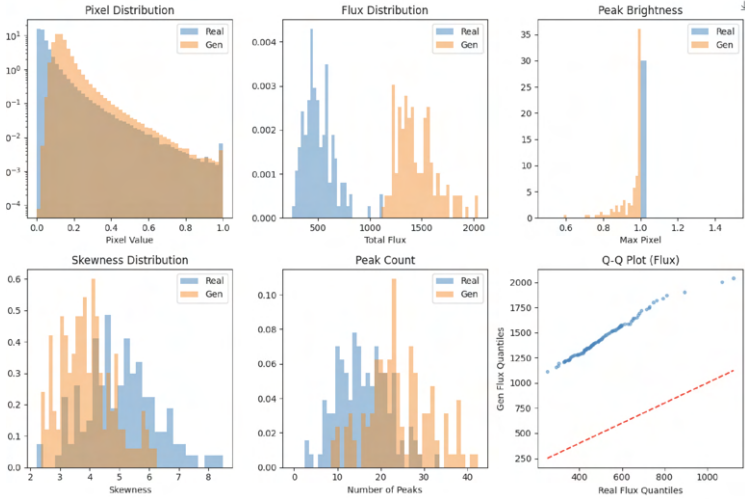 Pixel Distribution
Real
Gen
10¹
10⁰
10⁻¹
10⁻²
10⁻³
10⁻⁴
0.0 0.2 0.4 0.6 0.8 1.0
Pixel Value
Flux Distribution
Real
Gen
0.004
0.003
0.002
0.001
0.000
500 1000 1500 2000
Total Flux
Peak Brightness
Real
Gen
35
30
25
20
15
10
5
0
0.6 0.8 1.0 1.2 1.4
Max Pixel
Skewness Distribution
Real
Gen
0.6
0.5
0.4
0.3
0.2
0.1
0.0
2 3 4 5 6 7 8
Skewness
Peak Count
Real
Gen
0.10
0.08
0.06
0.04
0.02
0.00
0 10 20 30 40
Number of Peaks
Q-Q Plot (Flux)
Gen Flux Quantiles
2000
1750
1500
1250
1000
750
500
250
400 600 800 1000
Real Flux Quantiles